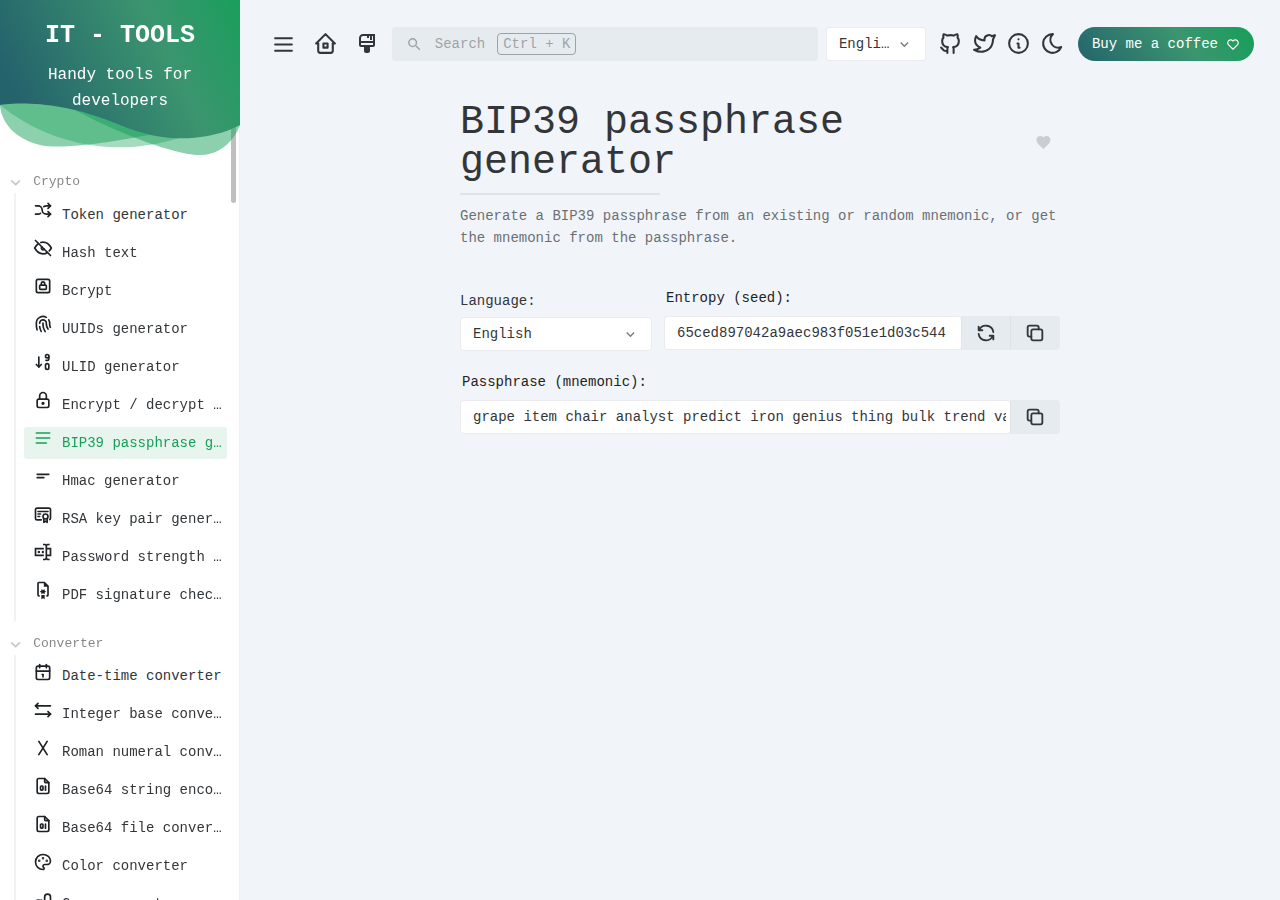 IT - TOOLS
Handy tools for
developers
Crypto
Token generator
Hash text
Bcrypt
UUIDs generator
ULID generator
Encrypt / decrypt …
BIP39 passphrase g…
Hmac generator
RSA key pair gener…
Password strength …
PDF signature chec…
Converter
Date-time converter
Integer base conve…
Roman numeral conv…
Base64 string enco…
Base64 file conver…
Color converter
Search Ctrl + K
Engli…
Buy me a coffee
BIP39 passphrase
generator
Generate a BIP39 passphrase from an existing or random mnemonic, or get
the mnemonic from the passphrase.
Language:
Entropy (seed):
English
65ced897042a9aec983f051e1d03c544
Passphrase (mnemonic):
grape item chair analyst predict iron genius thing bulk trend